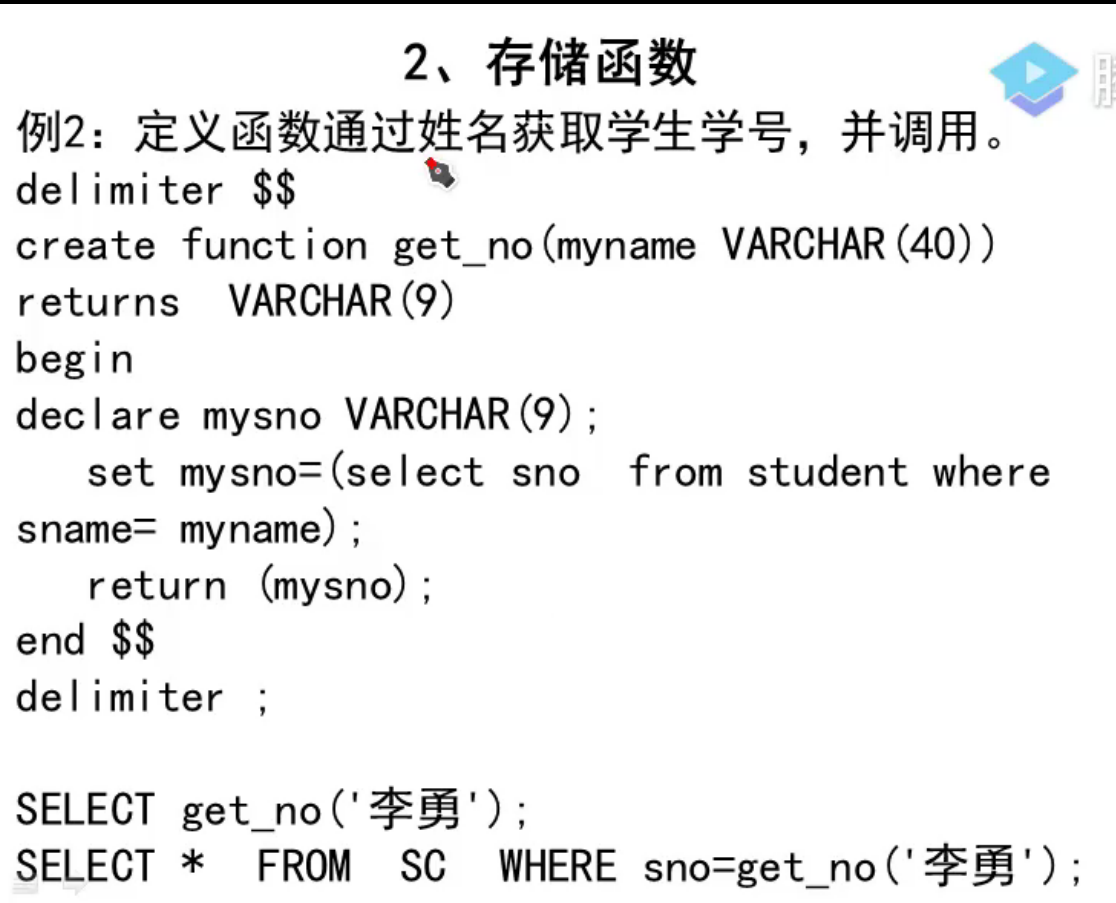 2、存储函数
例2：定义函数通过姓名获取学生学号，并调用。
delimiter $$
create function get_no(myname VARCHAR(40))
returns  VARCHAR(9)
begin
declare mysno VARCHAR(9);
   set mysno=(select sno  from student where
sname= myname);
   return (mysno);
end $$
delimiter ;
SELECT get_no('李勇');
SELECT *  FROM  SC  WHERE sno=get_no('李勇');